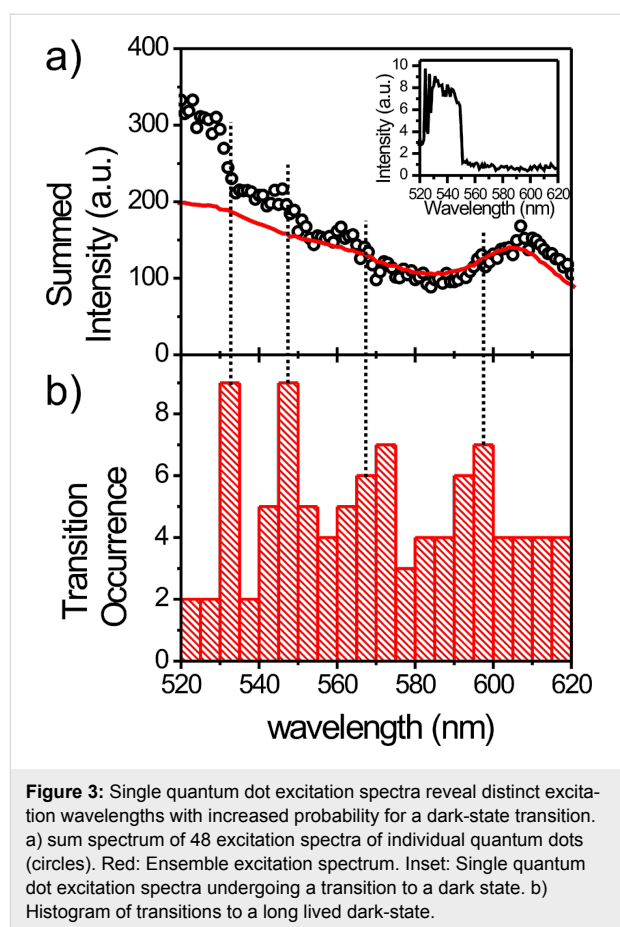 a)
400
300
200
100
0
Summed
Intensity (a.u.)
10
8
6
4
2
0
Intensity (a.u.)
520 540 560 580 600 620
Wavelength (nm)
b)
8
6
4
2
0
Transition
Occurrence
520 540 560 580 600 620
wavelength (nm)
Figure 3: Single quantum dot excitation spectra reveal distinct excita-
tion wavelengths with increased probability for a dark-state transition.
a) sum spectrum of 48 excitation spectra of individual quantum dots
(circles). Red: Ensemble excitation spectrum. Inset: Single quantum
dot excitation spectra undergoing a transition to a dark state. b)
Histogram of transitions to a long lived dark-state.